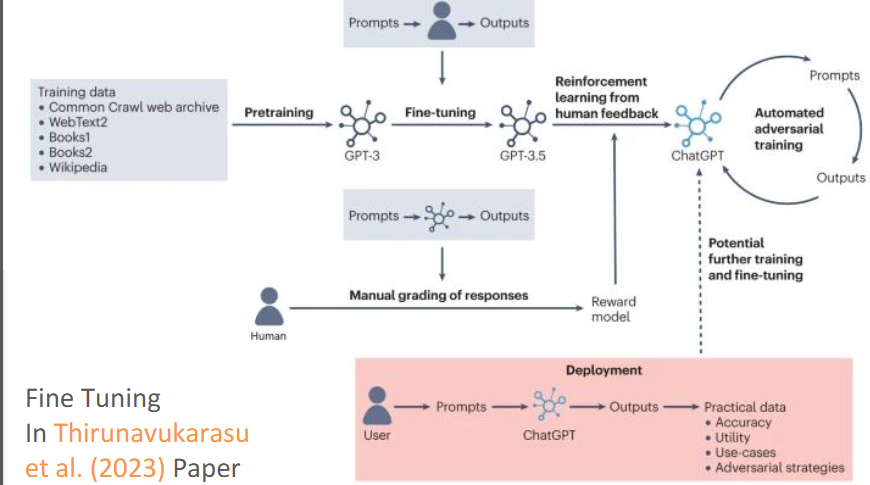 Prompts Outputs
Training data
• Common Crawl web archive
• WebText2
• Books1
• Books2
• Wikipedia
Pretraining
GPT-3
Fine-tuning
GPT-3.5
Reinforcement
learning from
human feedback
ChatGPT
Prompts
Automated
adversarial
training
Outputs
Prompts Outputs
Manual grading of responses
Human
Reward
model
Potential
further training
and fine-tuning
Deployment
User
Prompts
ChatGPT
Outputs
Practical data
• Accuracy
• Utility
• Use-cases
• Adversarial strategies
Fine Tuning
In Thirunavukarasu
et al. (2023) Paper